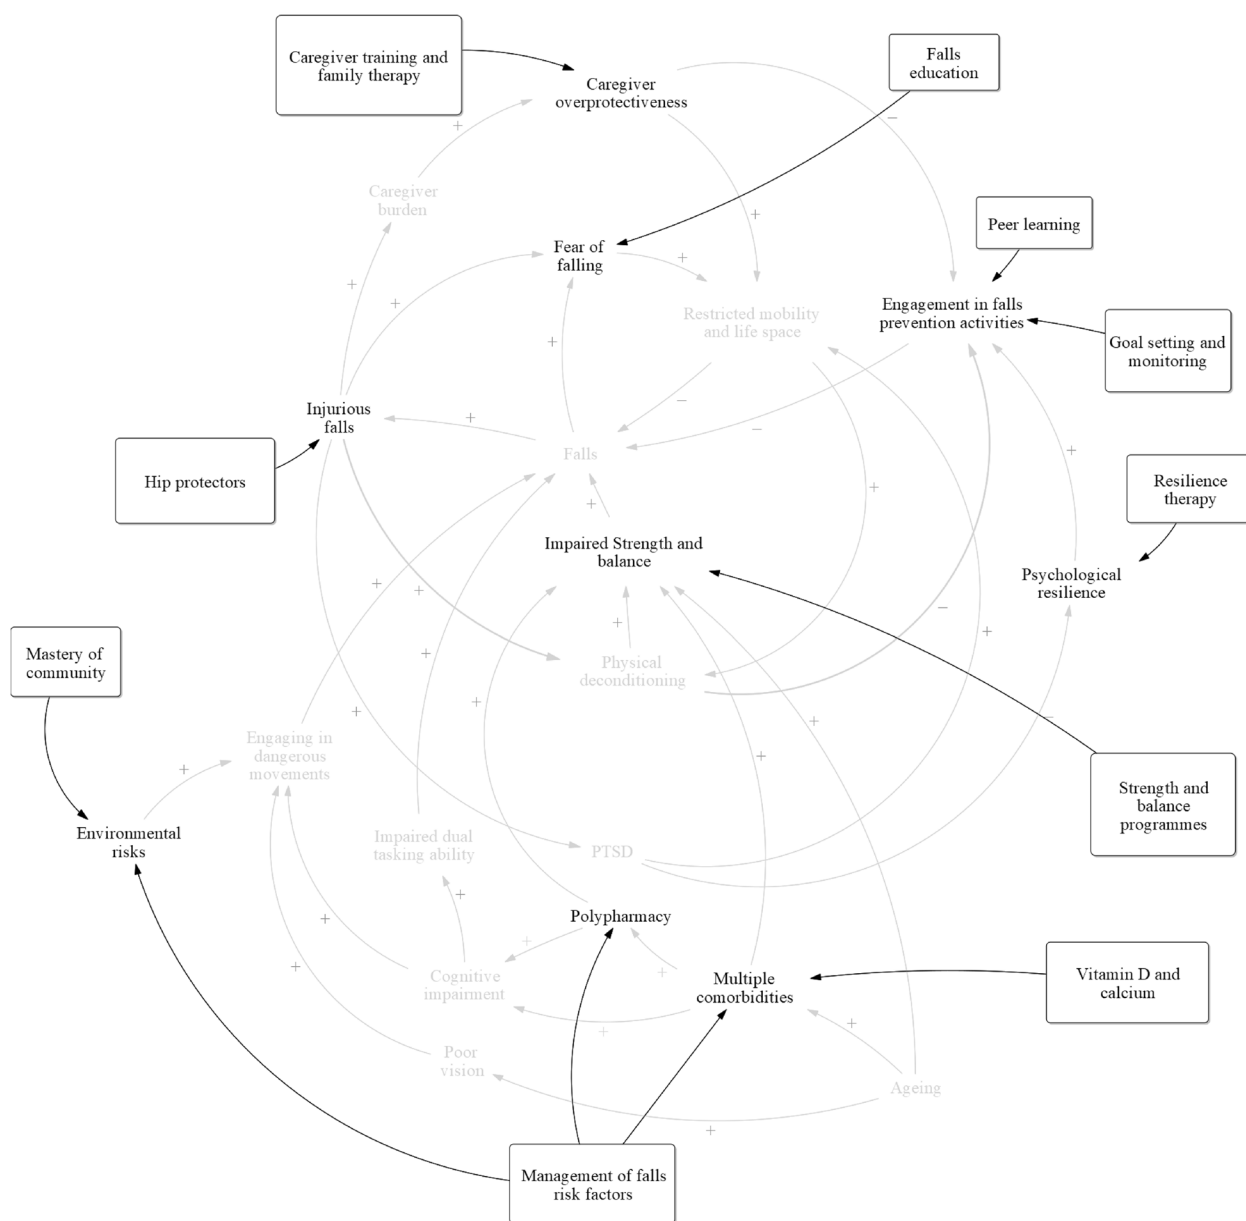 Caregiver training and
family therapy
Falls
education
Caregiver
overprotectiveness
+
−
Caregiver
burden
+
Peer learning
Fear of
falling
+
+
+
Restricted mobility
and life space
Engagement in falls
prevention activities
Goal setting and
monitoring
+
−
−
Injurious
falls
+
Falls
+
Hip protectors
+
Resilience
therapy
+
Impaired Strength and
balance
Psychological
resilience
+
+
+
−
+
Mastery of
community
+
Physical
deconditioning
+
+
+
−
Engaging in
dangerous
movements
+
+
Strength and
balance
programmes
Environmental
risks
Impaired dual
tasking ability
PTSD
+
+
Polypharmacy
+
+
+
Cognitive
impairment
Multiple
comorbidities
Vitamin D and
calcium
+
+
Poor
vision
Ageing
+
Management of falls
risk factors